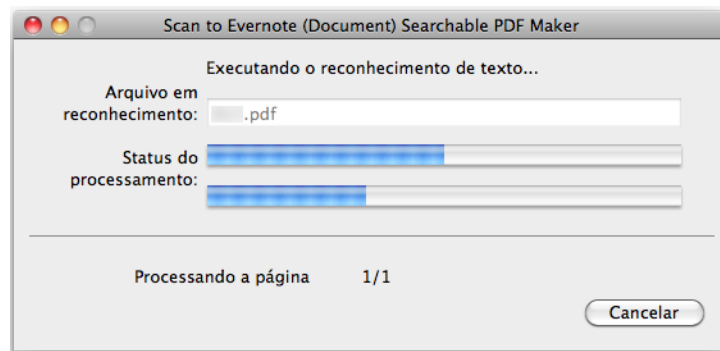 Scan to Evernote (Document) Searchable PDF Maker
Executando o reconhecimento de texto...
Arquivo em
reconhecimento:
.pdf
Status do
processamento:
Processando a página 1/1
Cancelar